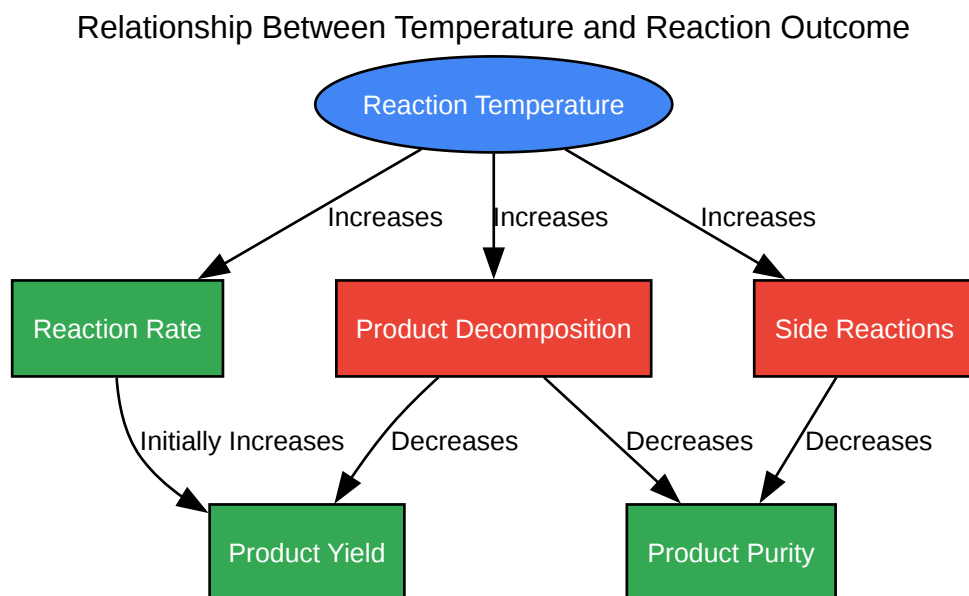 Relationship Between Temperature and Reaction Outcome
Reaction Temperature
Increases
Increases
Increases
Reaction Rate
Product Decomposition
Side Reactions
Initially Increases
Decreases
Decreases
Decreases
Product Yield
Product Purity